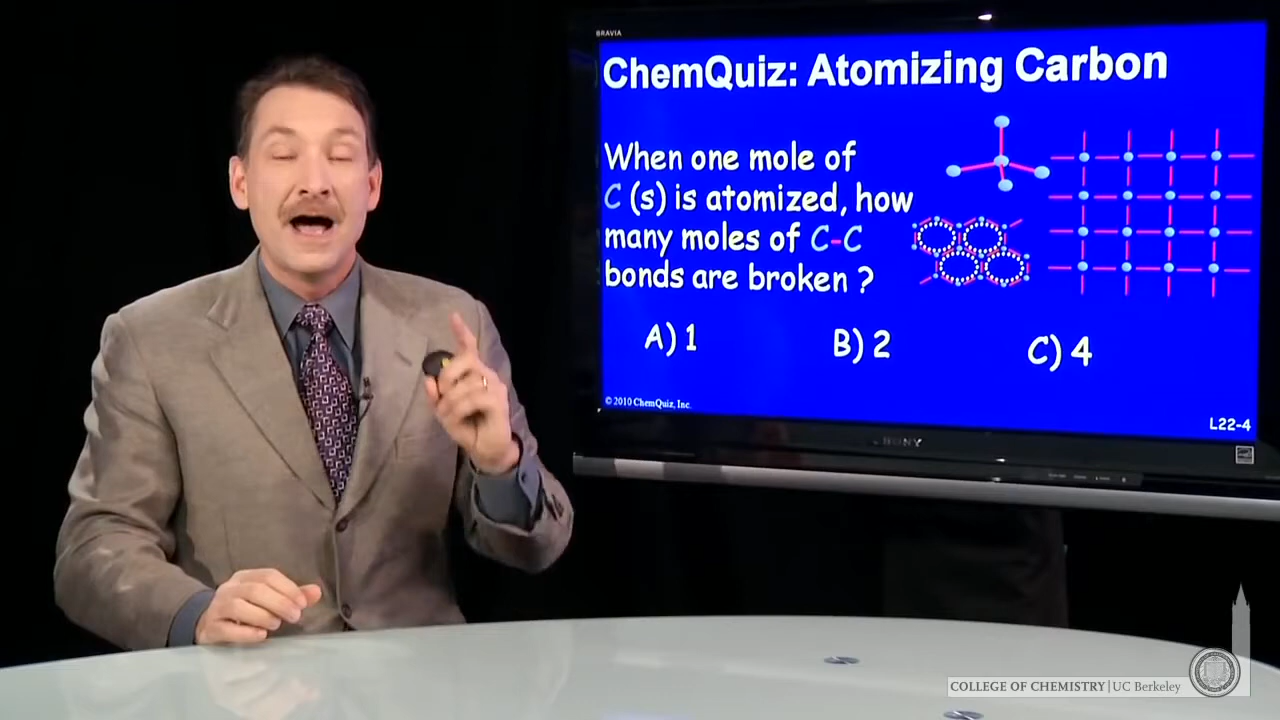 BRAVIA
ChemQuiz: Atomizing Carbon
When one mole of
C (s) is atomized, how
many moles of C-C
bonds are broken ?
A) 1
B) 2
C) 4
© 2010 ChemQuiz, Inc.
L22-4
SONY
COLLEGE OF CHEMISTRY | UC Berkeley